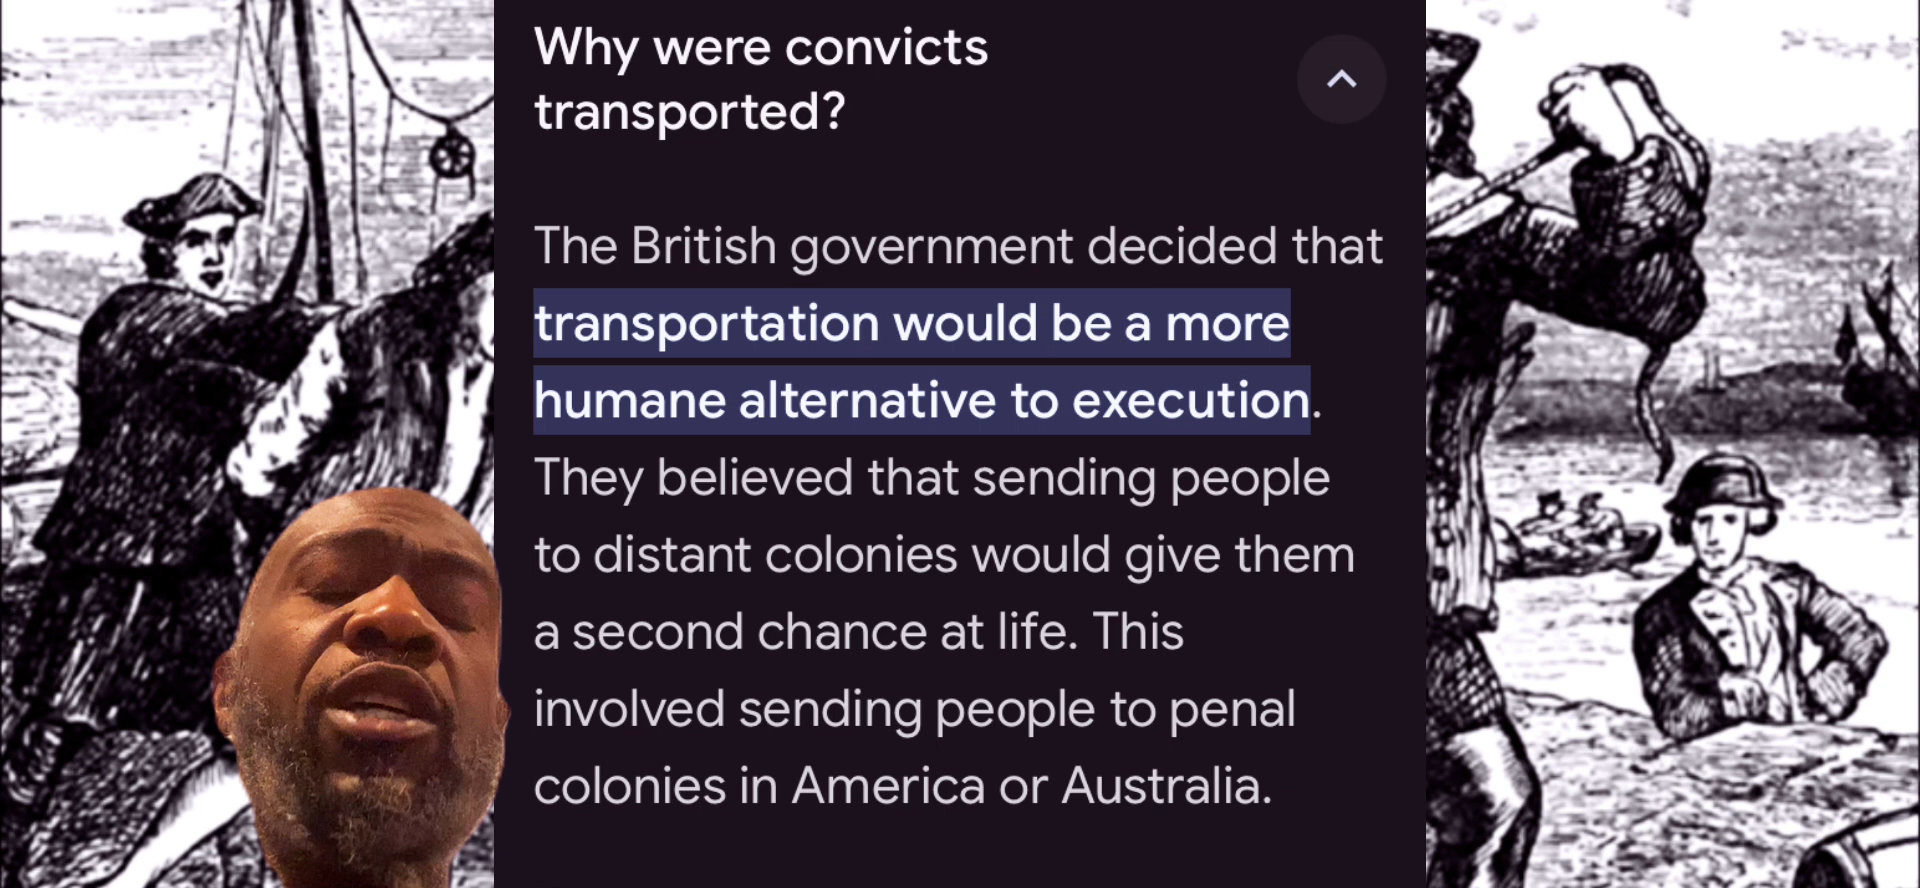 Why were convicts
transported?
The British government decided that
transportation would be a more
humane alternative to execution.
They believed that sending people
to distant colonies would give them
a second chance at life. This
involved sending people to penal
colonies in America or Australia.